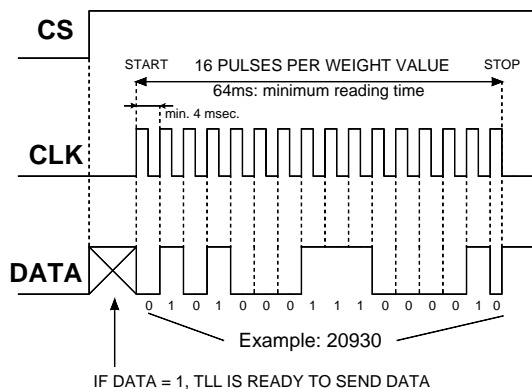 CS
START 16 PULSES PER WEIGHT VALUE STOP
64ms: minimum reading time
min. 4 msec.
CLK
DATA
0 1 0 1 0 0 0 1 1 1 0 0 0 0 1 0
Example: 20930
IF DATA = 1, TLL IS READY TO SEND DATA